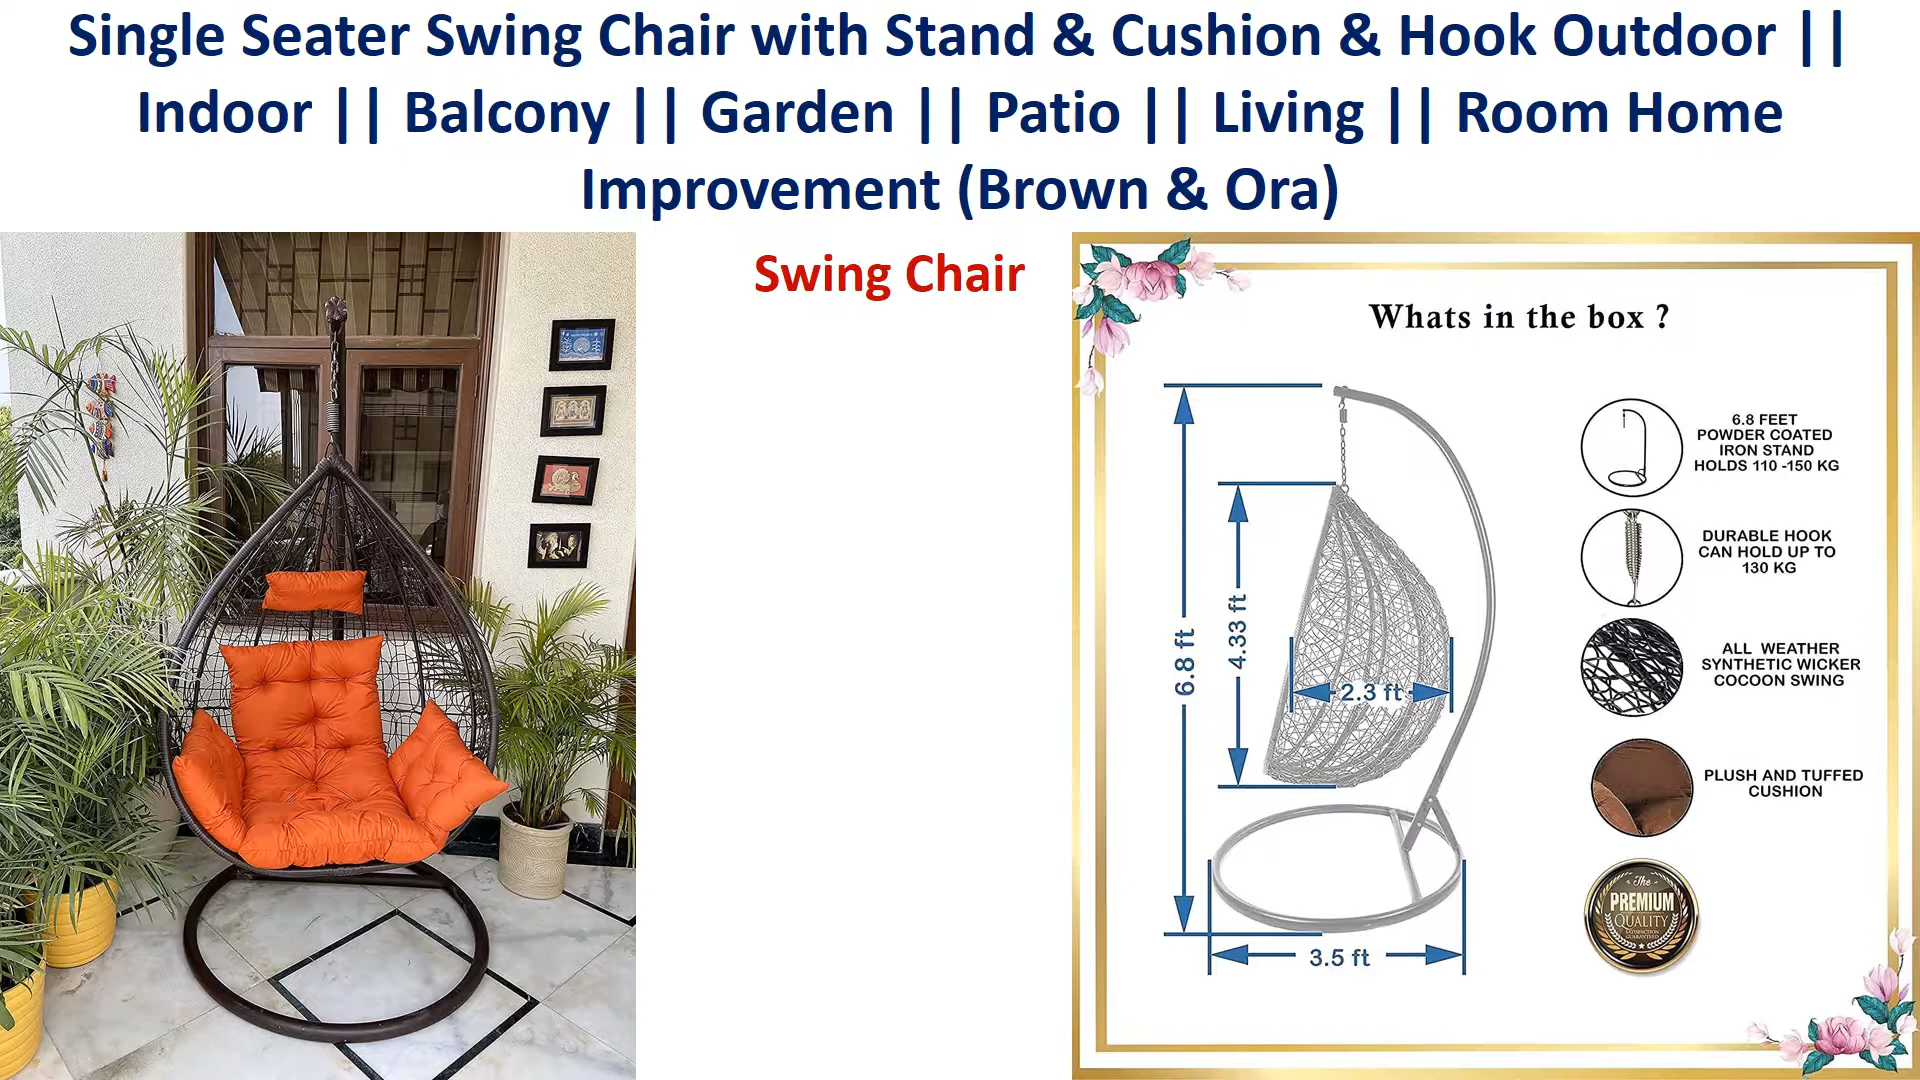 Single Seater Swing Chair with Stand & Cushion & Hook Outdoor ||
Indoor || Balcony || Garden || Patio || Living || Room Home
Improvement (Brown & Ora)
Swing Chair
Whats in the box ?
6.8 FEET
POWDER COATED
IRON STAND
HOLDS 110 -150 KG
DURABLE HOOK
CAN HOLD UP TO
130 KG
ALL WEATHER
SYNTHETIC WICKER
COCOON SWING
PLUSH AND TUFFED
CUSHION
The
PREMIUM
QUALITY
SATISFACTION
GUARANTEED
6.8 ft
4.33 ft
2.3 ft
3.5 ft